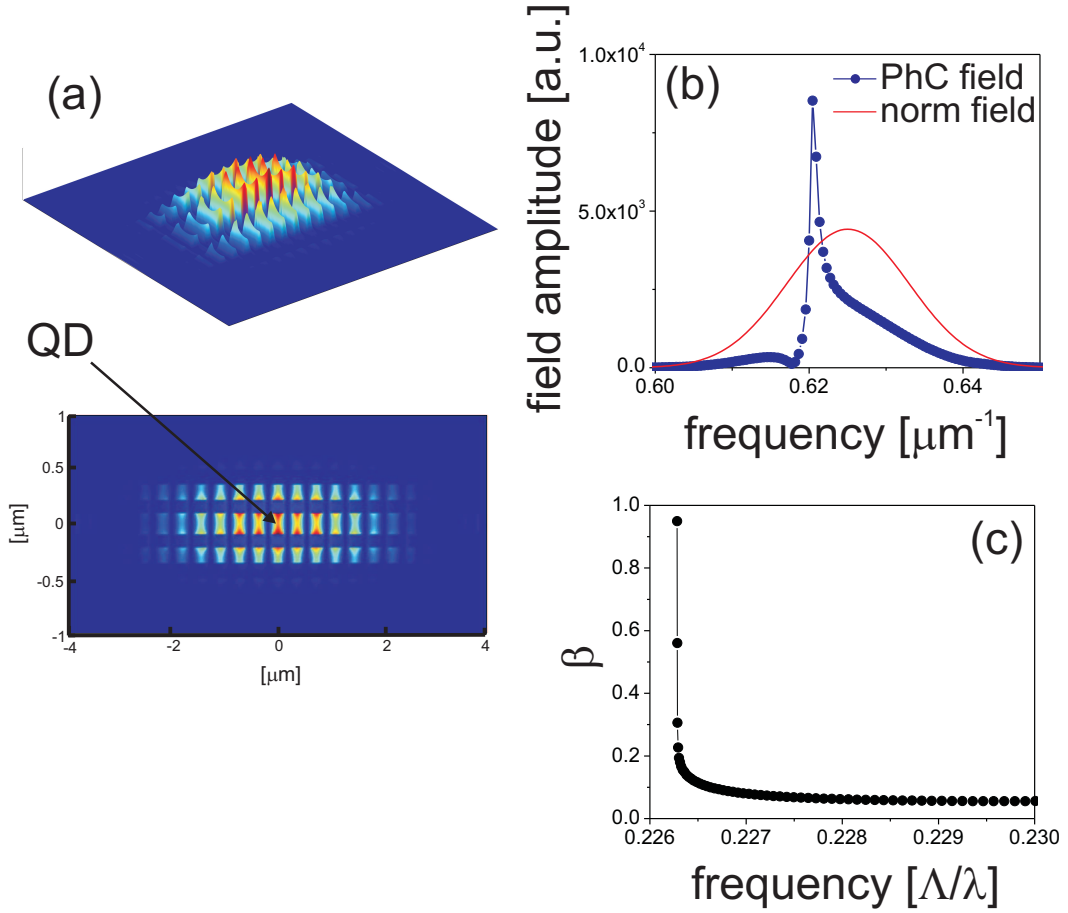 (a)
QD
1
0.5
0
-0.5
-1
[μm]
-4
-2
0
2
4
[μm]
(b)
PhC field
norm field
field amplitude [a.u.]
1.0x10⁴
5.0x10³
0.0
0.60
0.62
0.64
frequency [μm⁻¹]
(c)
β
1.0
0.8
0.6
0.4
0.2
0.0
0.226
0.227
0.228
0.229
0.230
frequency [Λ/λ]